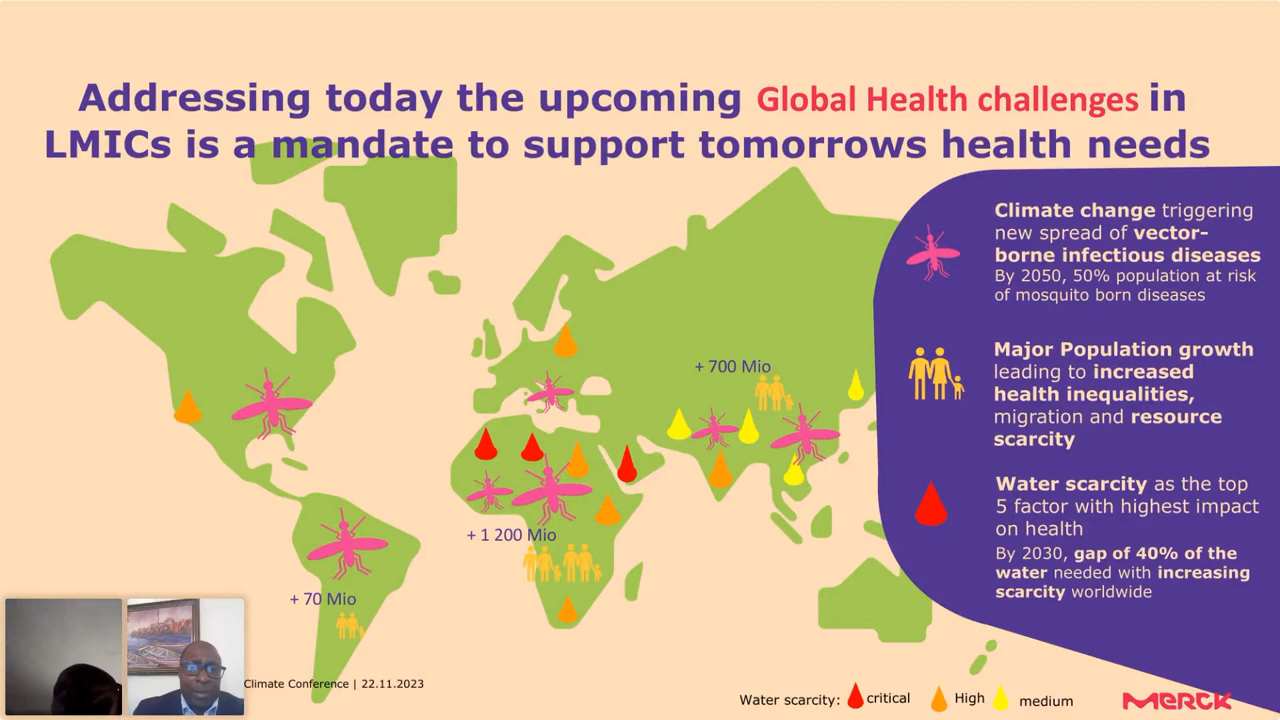 Addressing today the upcoming Global Health challenges in
LMICs is a mandate to support tomorrows health needs
Climate change triggering
new spread of vector-
borne infectious diseases
By 2050, 50% population at risk
of mosquito born diseases
Major Population growth
leading to increased
health inequalities,
migration and resource
scarcity
Water scarcity as the top
5 factor with highest impact
on health
By 2030, gap of 40% of the
water needed with increasing
scarcity worldwide
+ 700 Mio
+ 1 200 Mio
+ 70 Mio
Climate Conference | 22.11.2023
Water scarcity: critical High medium
MERCK